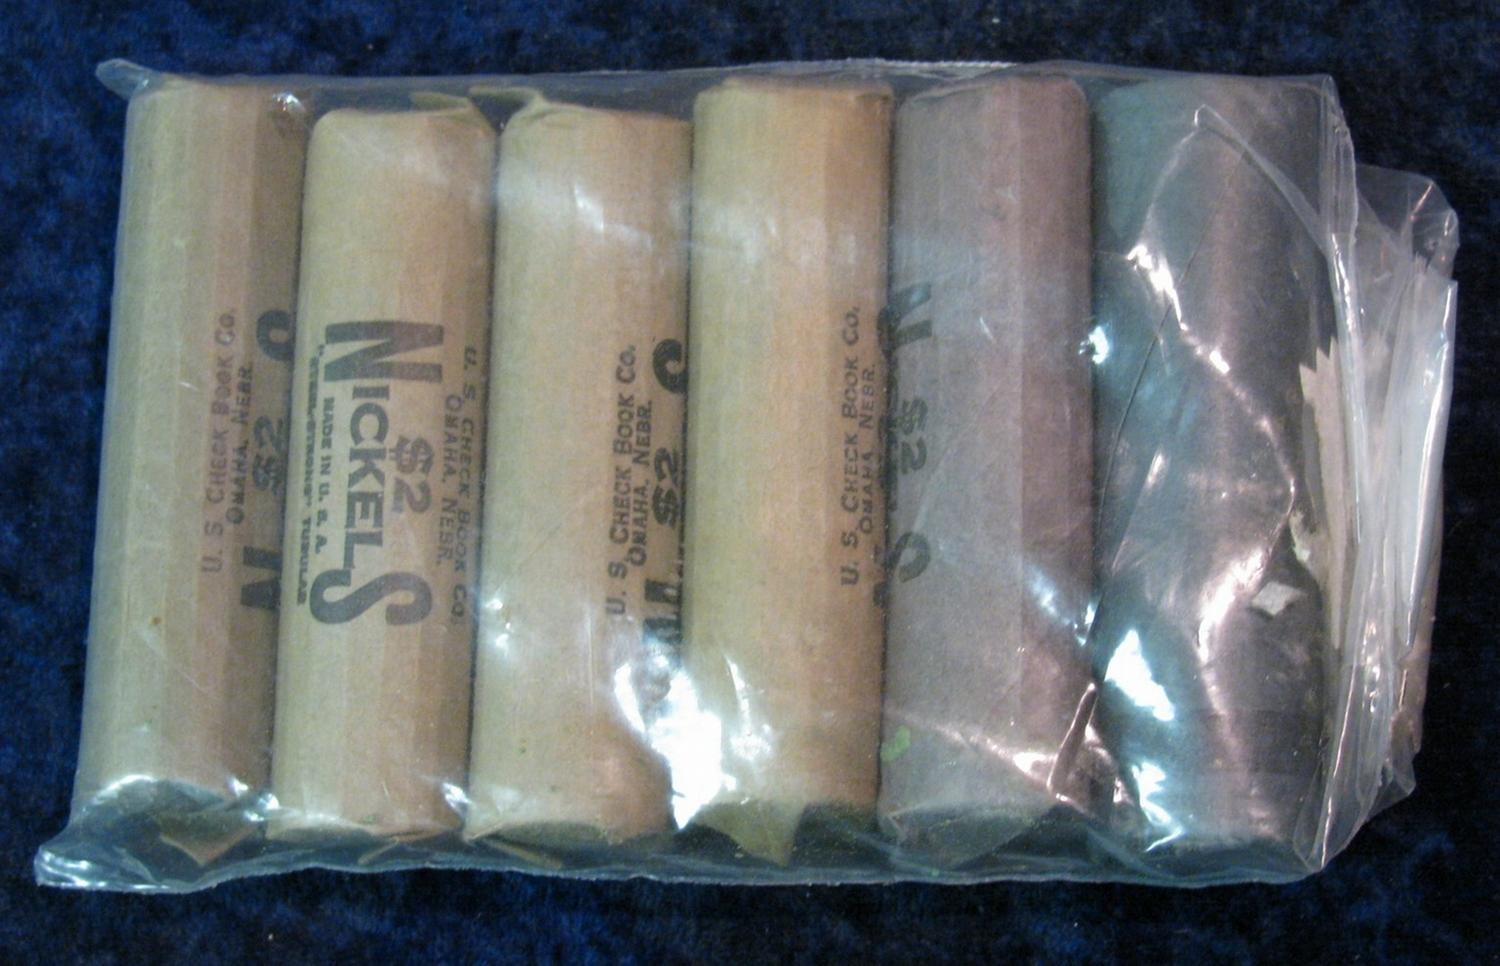 U. S. CHECK BOOK CO.
OMAHA, NEBR.
$2
N
NICKELS
$2
MADE IN U. S. A.
TUBULAR
U. S. CHECK BOOK CO.
OMAHA, NEBR.
U. S. CHECK BOOK CO.
OMAHA, NEBR.
$2
U. S. CHECK BOOK CO.
OMAHA, NEBR.
$2